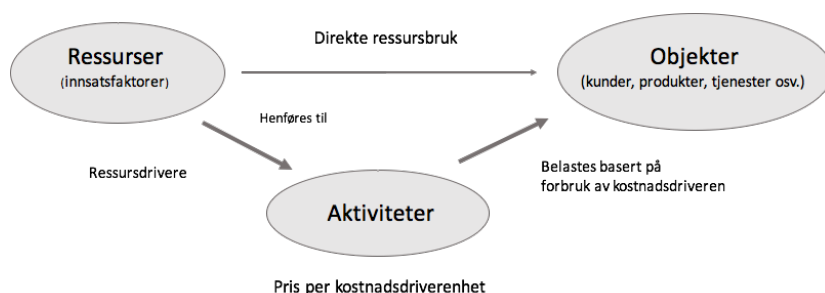 Ressurser
(innsatsfaktorer)
Direkte ressursbruk
Objekter
(kunder, produkter, tjenester osv.)
Henføres til
Ressursdrivere
Belastes basert på
forbruk av kostnadsdriveren
Aktiviteter
Pris per kostnadsdriverenhet